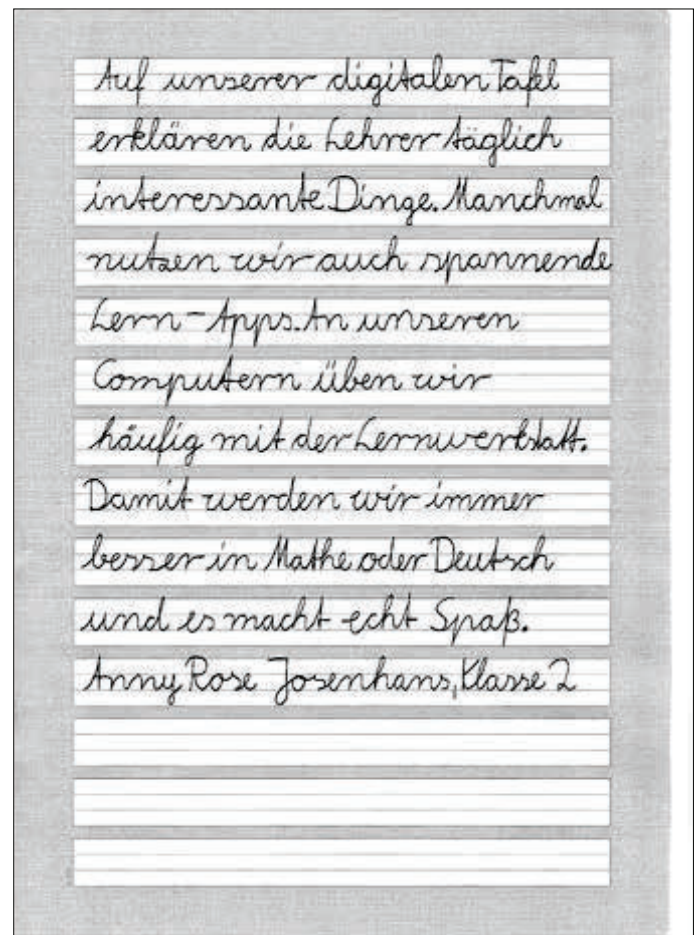 Auf unserer digitalen Tafel
erklären die Lehrer täglich
interessante Dinge. Manchmal
nutzen wir auch spannende
Lern-Apps. An unseren
Computern üben wir
häufig mit der Lernwerkstatt.
Damit werden wir immer
besser in Mathe oder Deutsch
und es macht echt Spaß.
Anny Rose Josenhans, Klasse 2